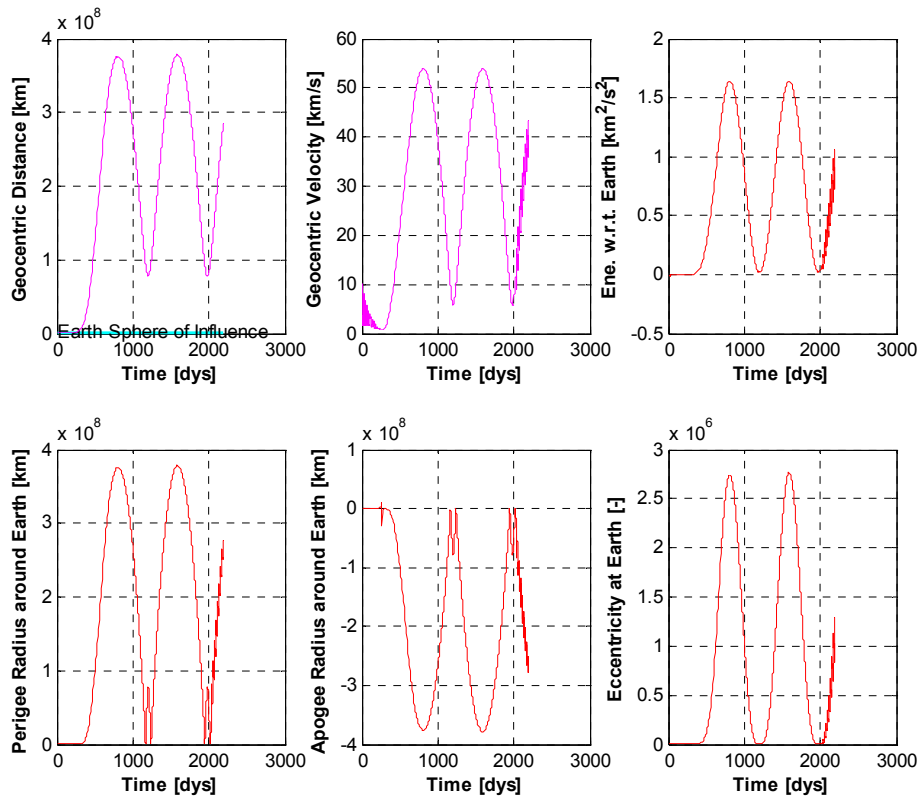 x 10^8
Geocentric Distance [km]
4
3
2
1
0
Earth Sphere of Influence
0 1000 2000 3000
Time [dys]
Geocentric Velocity [km/s]
60
50
40
30
20
10
0
0 1000 2000 3000
Time [dys]
Ene. w.r.t. Earth [km^2/s^2]
2
1.5
1
0.5
0
-0.5
0 1000 2000 3000
Time [dys]
x 10^8
Perigee Radius around Earth [km]
4
3
2
1
0
0 1000 2000 3000
Time [dys]
x 10^8
Apogee Radius around Earth [km]
1
0
-1
-2
-3
-4
0 1000 2000 3000
Time [dys]
x 10^6
Eccentricity at Earth [-]
3
2.5
2
1.5
1
0.5
0
0 1000 2000 3000
Time [dys]